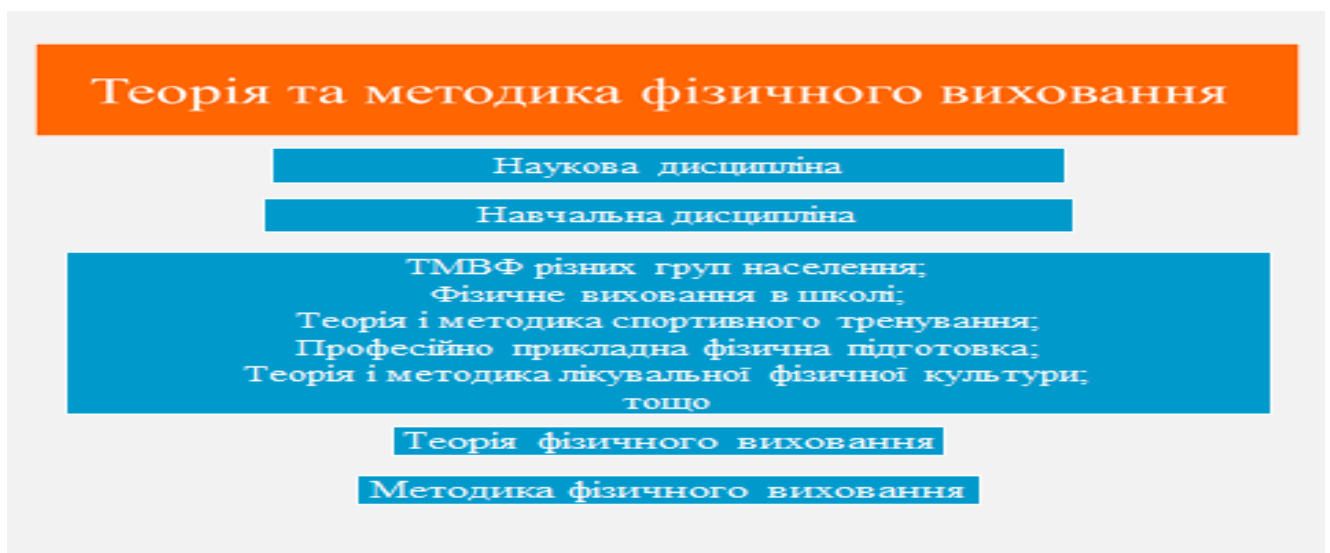 Теорія та методика фізичного виховання
Наукова дисципліна
Навчальна дисципліна
ТМВФ різних груп населення;
Фізичне виховання в школі;
Теорія і методика спортивного тренування;
Професійно прикладна фізична підготовка;
Теорія і методика лікувальної фізичної культури;
тощо
Теорія фізичного виховання
Методика фізичного виховання